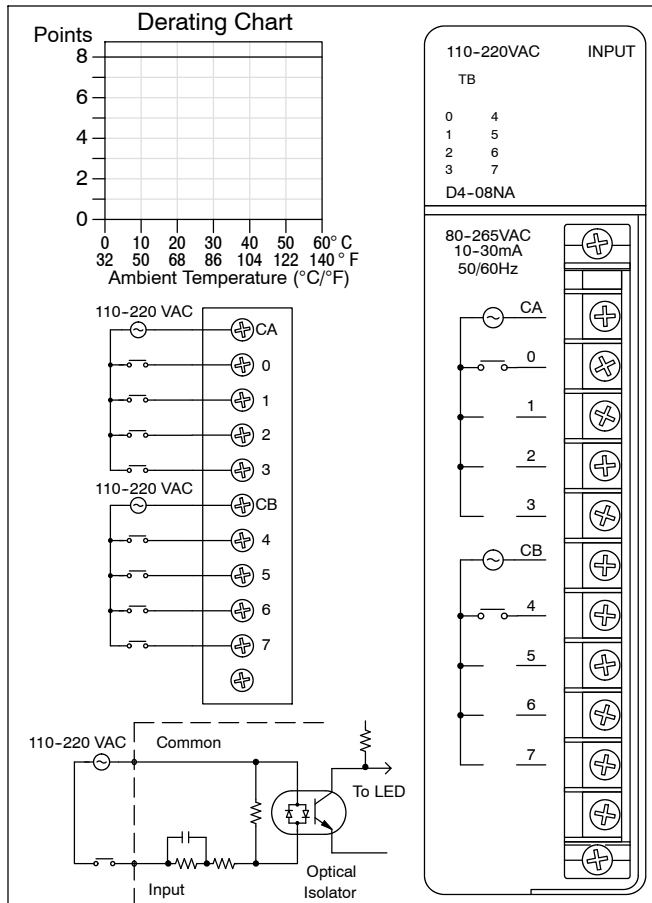 Derating Chart
Points
8
6
4
2
0
0 10 20 30 40 50 60°C
32 50 68 86 104 122 140°F
Ambient Temperature (°C/°F)
110-220 VAC
CA
0
1
2
3
110-220 VAC
CB
4
5
6
7
110-220 VAC
Common
To LED
Input
Optical
Isolator
110-220VAC INPUT
TB
0 4
1 5
2 6
3 7
D4-08NA
80-265VAC
10-30mA
50/60Hz
CA
0
1
2
3
CB
4
5
6
7